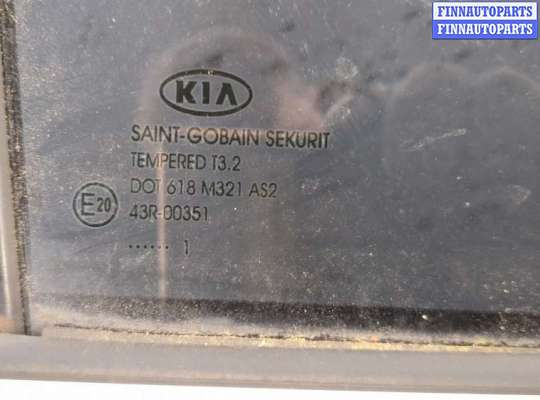 FINNAUTOPARTS
FINNAUTOPARTS
KIA
SAINT-GOBAIN SEKURIT
TEMPERED T3.2
DOT 618 M321 AS2
E20 43R-00351
...... 1